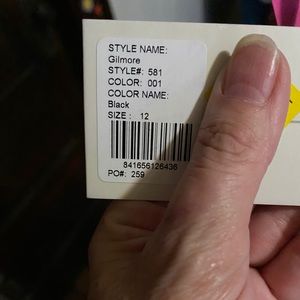 STYLE NAME:
Gilmore
STYLE#: 581
COLOR: 001
COLOR NAME:
Black
SIZE : 12
841656126436
PO#: 259